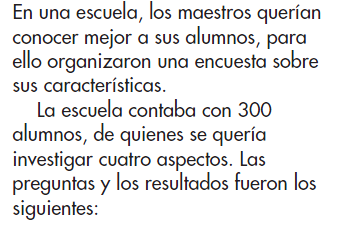 En una escuela, los maestros querían
conocer mejor a sus alumnos, para
ello organizaron una encuesta sobre
sus características.
La escuela contaba con 300
alumnos, de quienes se quería
investigar cuatro aspectos. Las
preguntas y los resultados fueron los
siguientes: